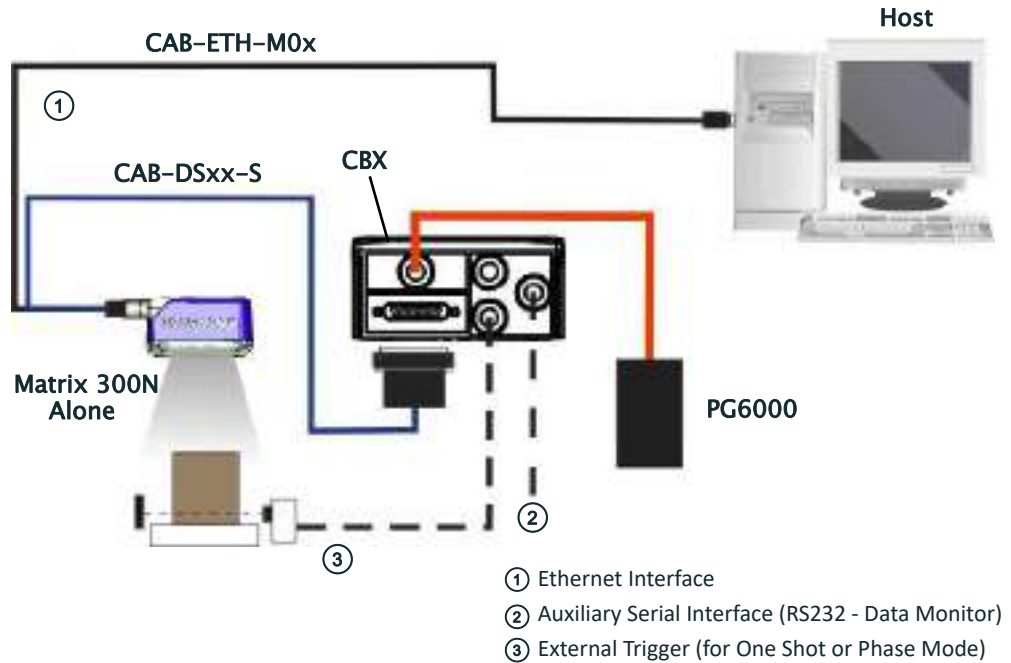 Host
CAB-ETH-M0x
1
CAB-DSxx-S
CBX
Matrix 300N
Alone
PG6000
2
3
1 Ethernet Interface
2 Auxiliary Serial Interface (RS232 - Data Monitor)
3 External Trigger (for One Shot or Phase Mode)